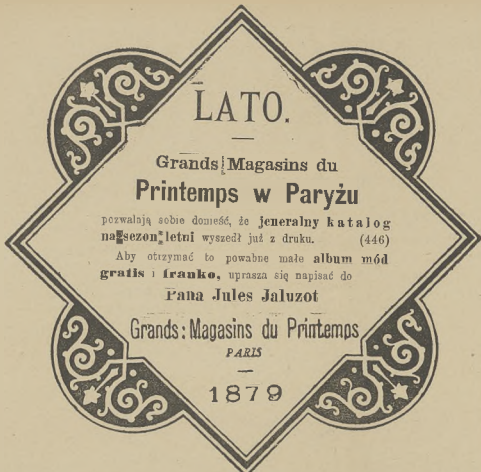 LATO.
Grands Magasins du
Printemps w Paryżu
pozwalają sobie donieść, że jeneralny katalog
na sezon letni wyszedł już z druku. (446)
Aby otrzymać to powabne małe album mód
gratis i franko, uprasza się napisać do
Pana Jules Jaluzot
Grands Magasins du Printemps
PARIS
1879